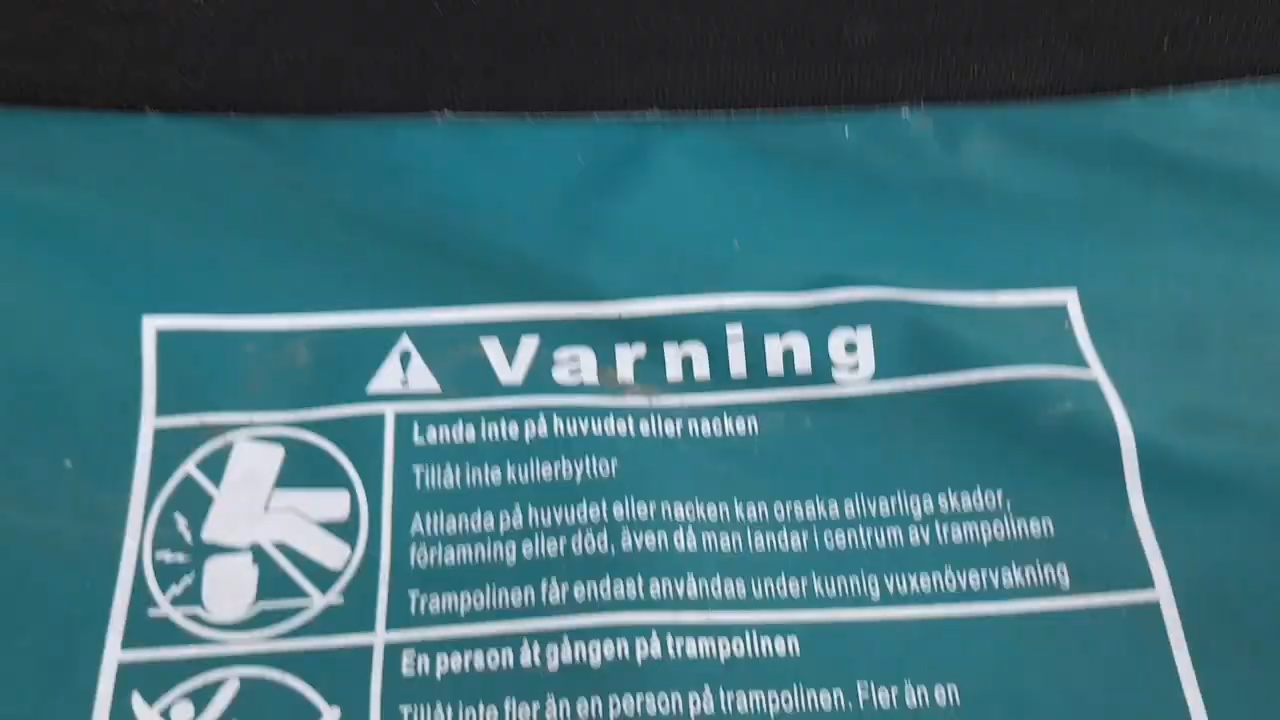 Varning
Landa inte på huvudet eller nacken
Tillåt inte kullerbyttor
Attlanda på huvudet eller nacken kan orsaka allvarliga skador,
förlamning eller död, även då man landar i centrum av trampolinen
Trampolinen får endast användas under kunnig vuxenövervakning
En person åt gången på trampolinen
Tillåt inte fler än en person på trampolinen. Fler än en